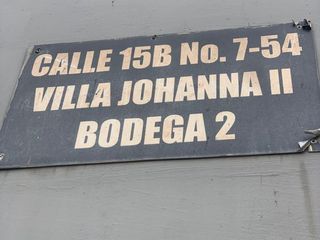 CALLE 15B No. 7-54
VILLA JOHANNA II
BODEGA 2